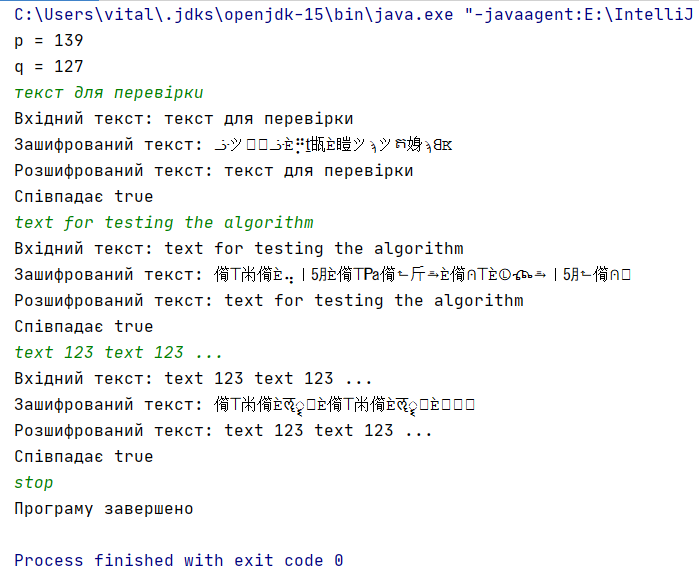 C:\Users\vital\.jdks\openjdk-15\bin\java.exe "-javaagent:E:\IntelliJ
p = 139
q = 127
текст для перевірки
Вхідний текст: текст для перевірки
Зашифрований текст:
Розшифрований текст: текст для перевірки
Співпадає true
text for testing the algorithm
Вхідний текст: text for testing the algorithm
Зашифрований текст:
Розшифрований текст: text for testing the algorithm
Співпадає true
text 123 text 123 ...
Вхідний текст: text 123 text 123 ...
Зашифрований текст:
Розшифрований текст: text 123 text 123 ...
Співпадає true
stop
Програму завершено
Process finished with exit code 0